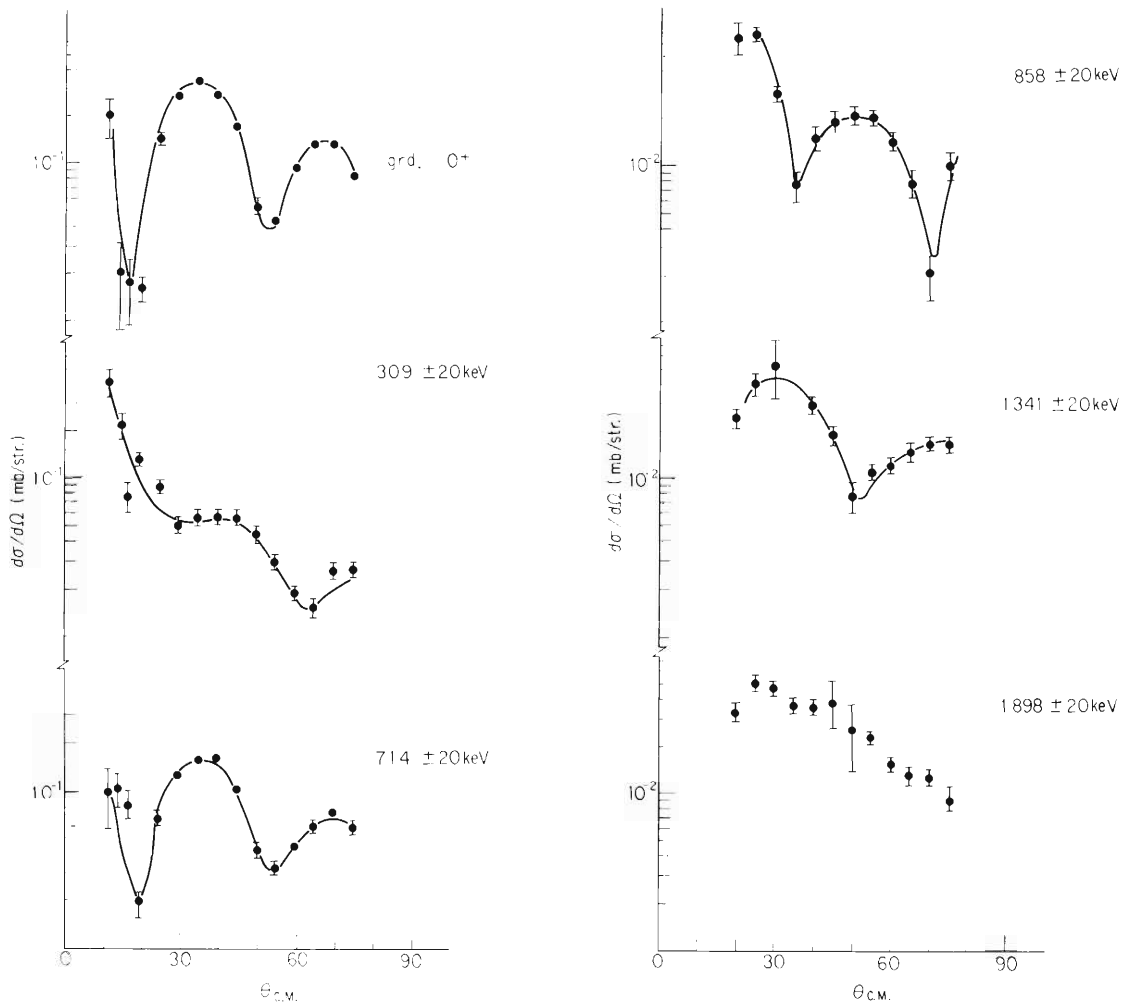 10⁻¹
grd. 0⁺
309 ±20keV
10⁻¹
dσ/dΩ (mb/str.)
714 ±20keV
10⁻¹
0 30 60 90
θ C.M.
858 ±20keV
10⁻²
1341 ±20keV
10⁻²
dσ/dΩ (mb/str.)
1898 ±20keV
10⁻²
0 30 60 90
θ C.M.